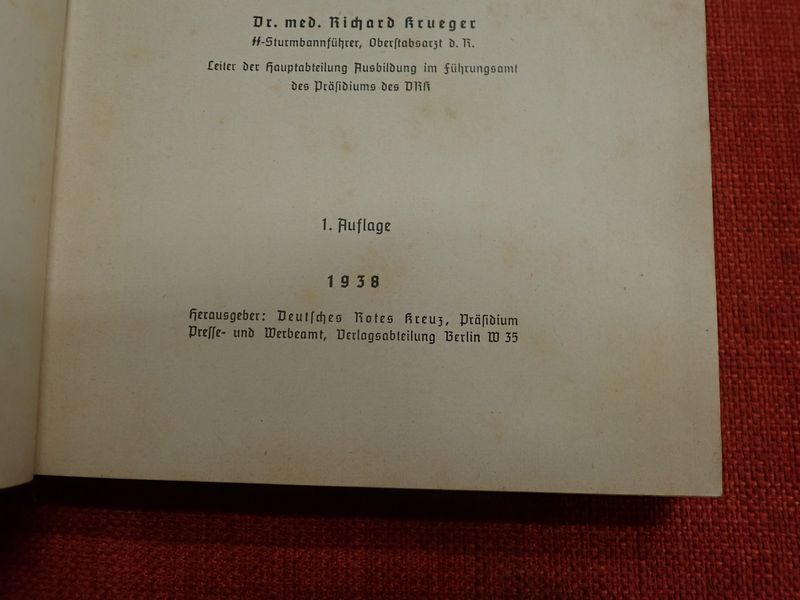 Dr. med. Richard Krueger
ᛋᛋ-Sturmbannführer, Oberſtabsarzt d. R.
Leiter der Hauptabteilung Ausbildung im Führungsamt
des Präſidiums des DRK
1. Auflage
1938
Herausgeber: Deutſches Rotes Kreuz, Präſidium
Preſſe- und Werbeamt, Verlagsabteilung Berlin W 35